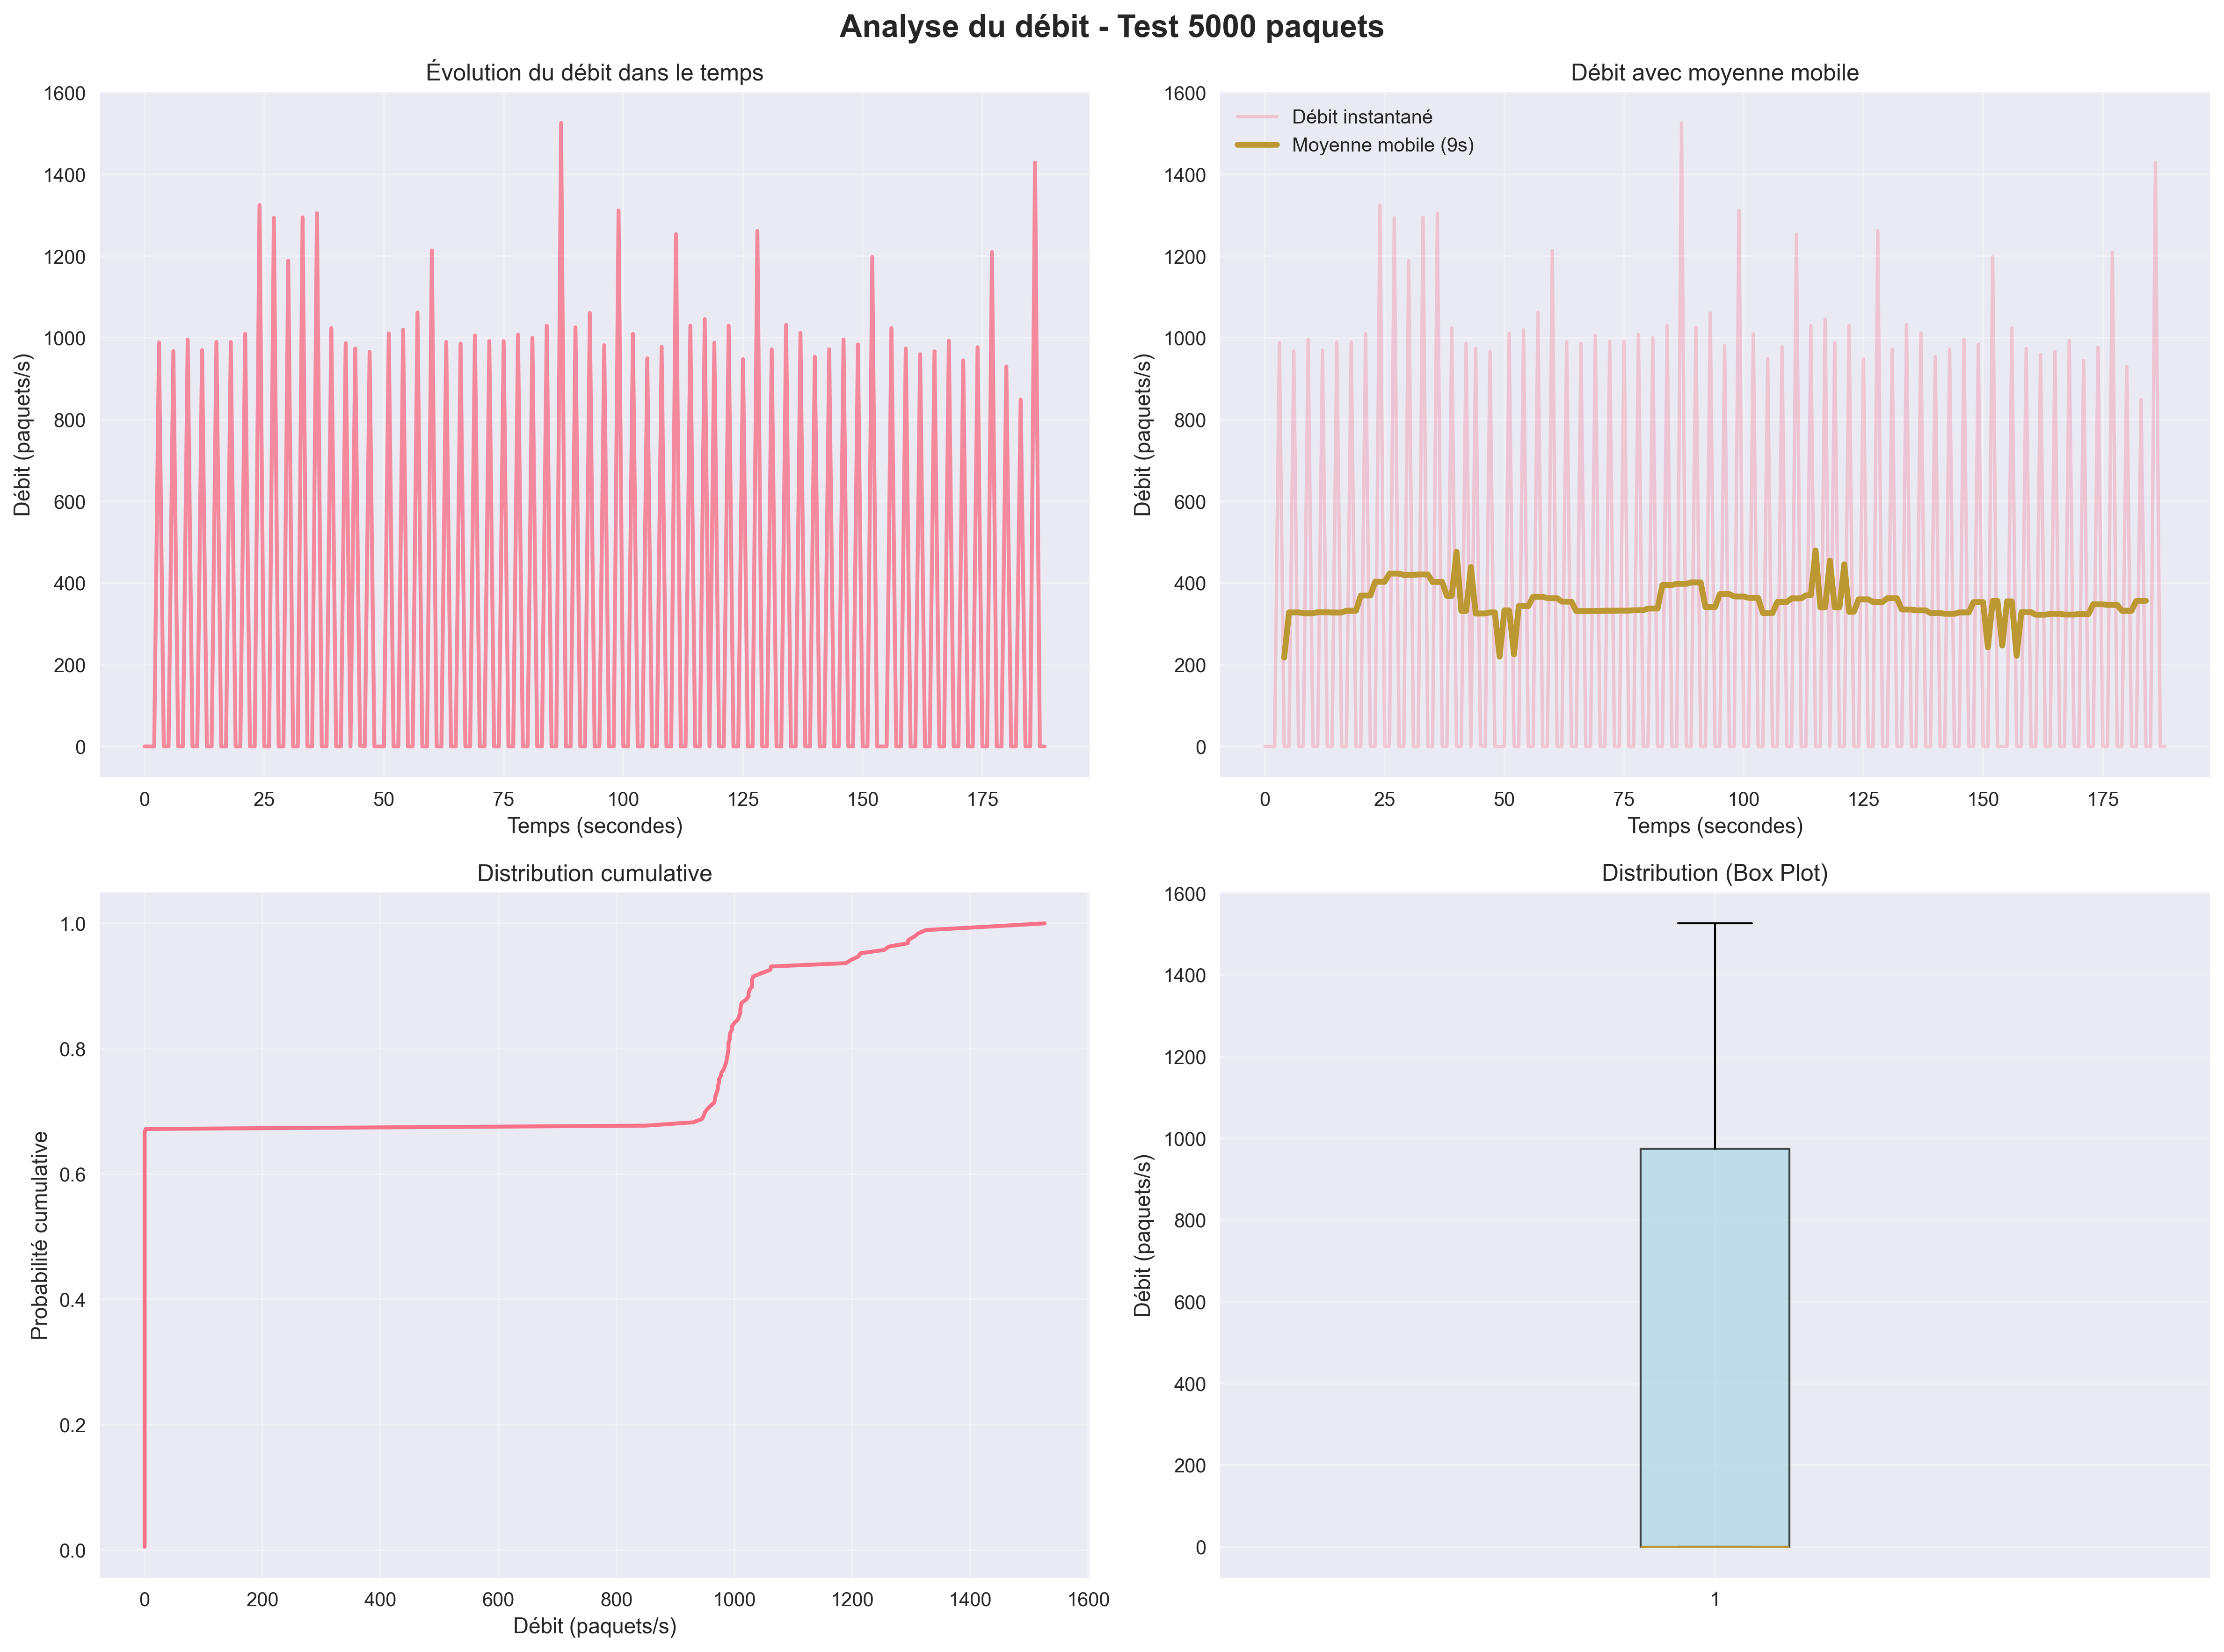 Analyse du débit - Test 5000 paquets
Évolution du débit dans le temps
1600
1400
1200
1000
800
600
400
200
0
Débit (paquets/s)
0 25 50 75 100 125 150 175
Temps (secondes)
Débit avec moyenne mobile
Débit instantané
Moyenne mobile (9s)
1600
1400
1200
1000
800
600
400
200
0
Débit (paquets/s)
0 25 50 75 100 125 150 175
Temps (secondes)
Distribution cumulative
1.0
0.8
0.6
0.4
0.2
0.0
Probabilité cumulative
0 200 400 600 800 1000 1200 1400 1600
Débit (paquets/s)
Distribution (Box Plot)
1600
1400
1200
1000
800
600
400
200
0
Débit (paquets/s)
1